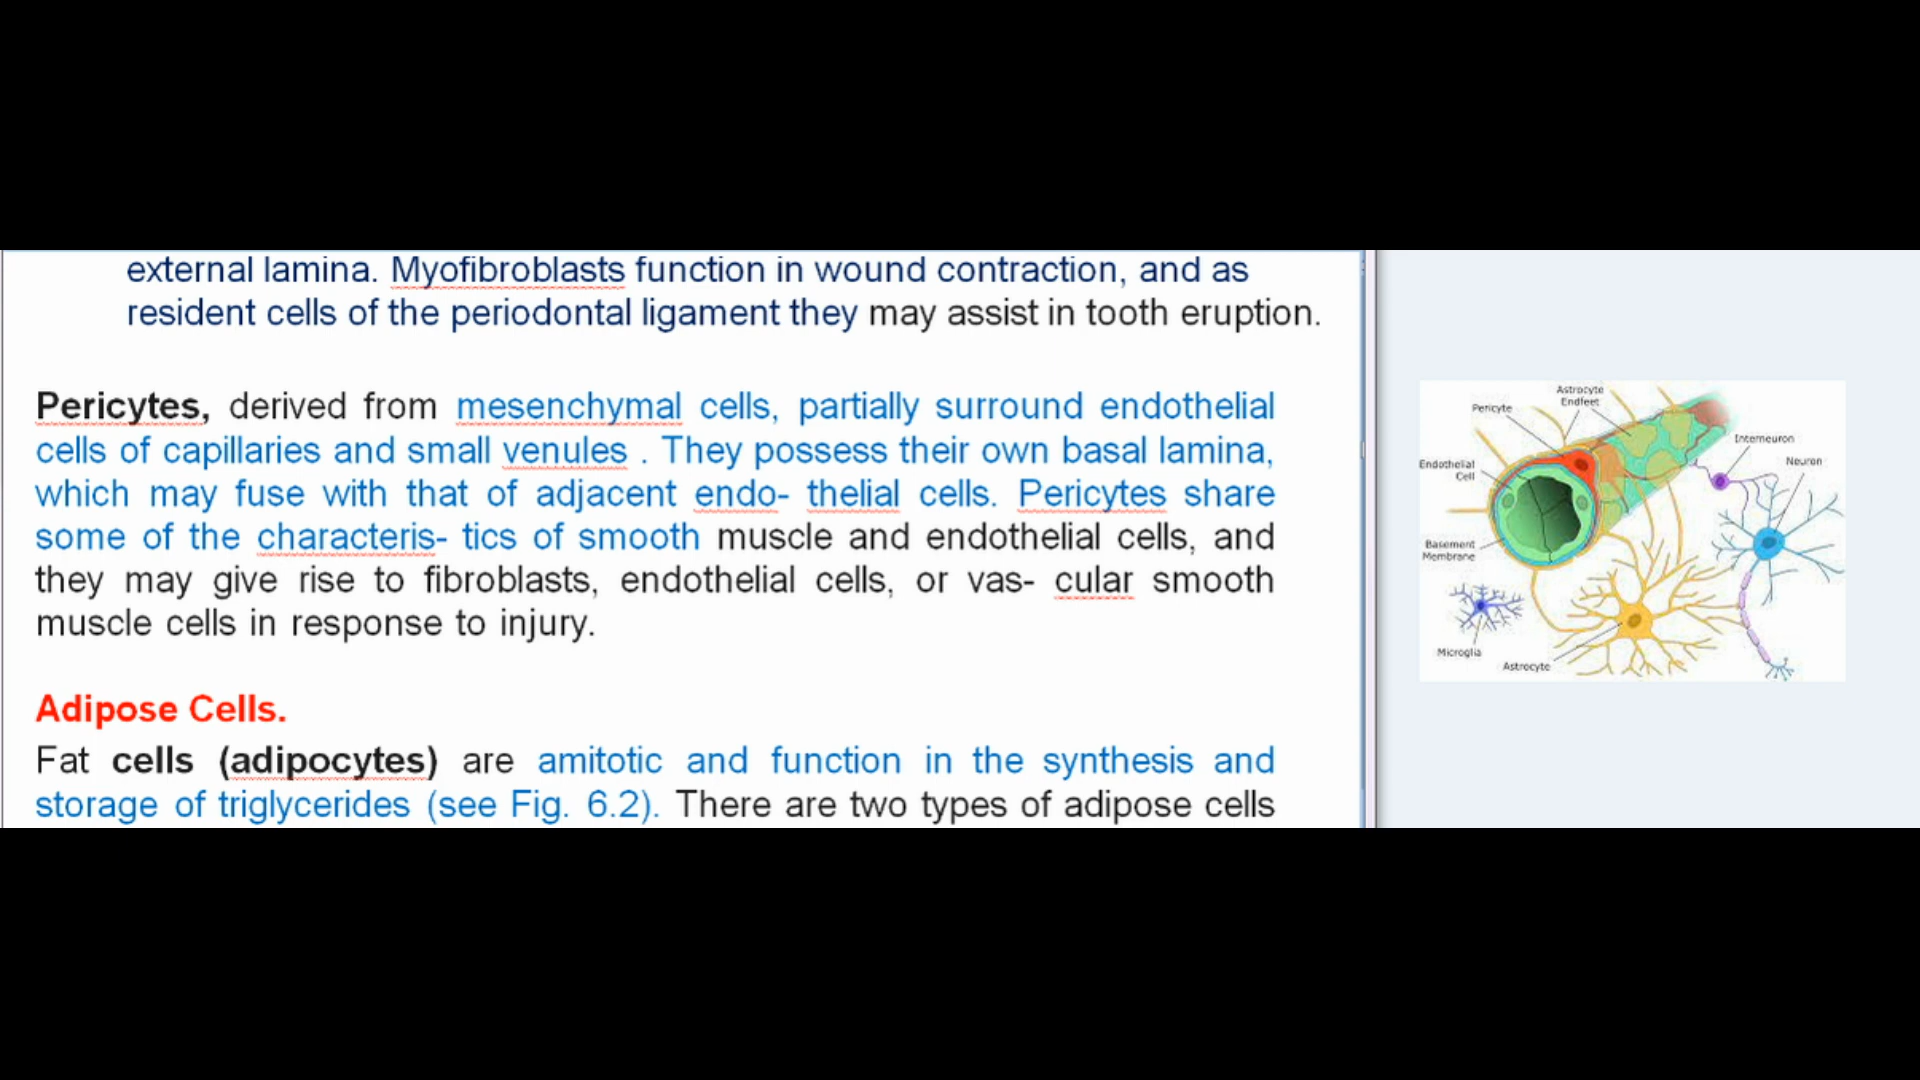 external lamina. Myofibroblasts function in wound contraction, and as
resident cells of the periodontal ligament they may assist in tooth eruption.
Pericytes, derived from mesenchymal cells, partially surround endothelial
cells of capillaries and small venules . They possess their own basal lamina,
which may fuse with that of adjacent endo- thelial cells. Pericytes share
some of the characteris- tics of smooth muscle and endothelial cells, and
they may give rise to fibroblasts, endothelial cells, or vas- cular smooth
muscle cells in response to injury.
Adipose Cells.
Fat cells (adipocytes) are amitotic and function in the synthesis and
storage of triglycerides (see Fig. 6.2). There are two types of adipose cells
Astrocyte
Endfeet
Pericyte
Interneuron
Neuron
Endothelial
Cell
Basement
Membrane
Microglia
Astrocyte